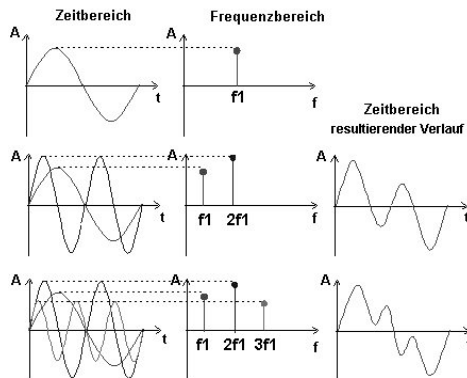 Zeitbereich
Frequenzbereich
A
A
t
f1
f
Zeitbereich
resultierender Verlauf
A
A
A
t
f1 2f1
f
t
A
A
A
t
f1 2f1 3f1
f
t